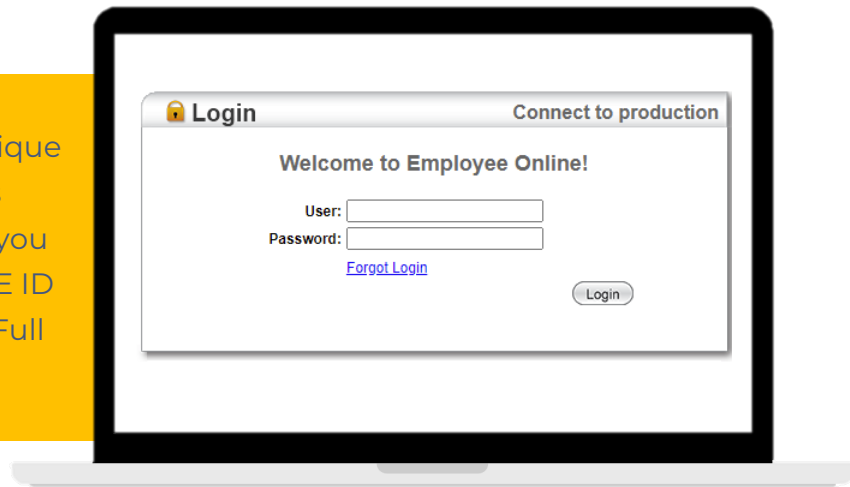 ique
you
E ID
Full
Login
Connect to production
Welcome to Employee Online!
User:
Password:
Forgot Login
Login